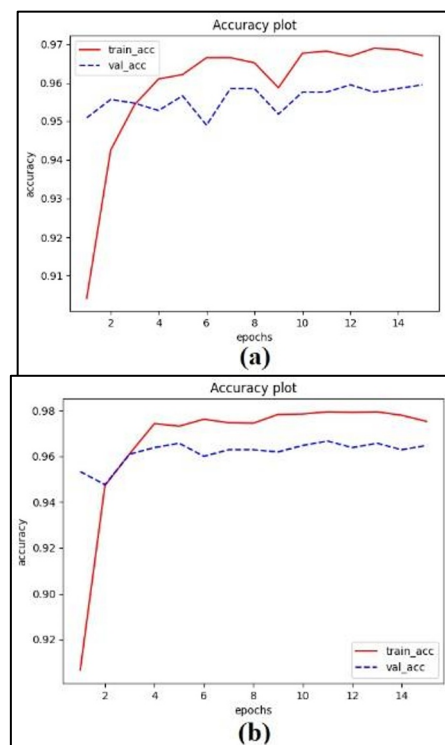 Accuracy plot
train_acc
val_acc
0.97
0.96
0.95
0.94
0.93
0.92
0.91
accuracy
2 4 6 8 10 12 14
epochs
(a)
Accuracy plot
0.98
0.96
0.94
0.92
0.90
0.92
accuracy
train_acc
val_acc
2 4 6 8 10 12 14
epochs
(b)